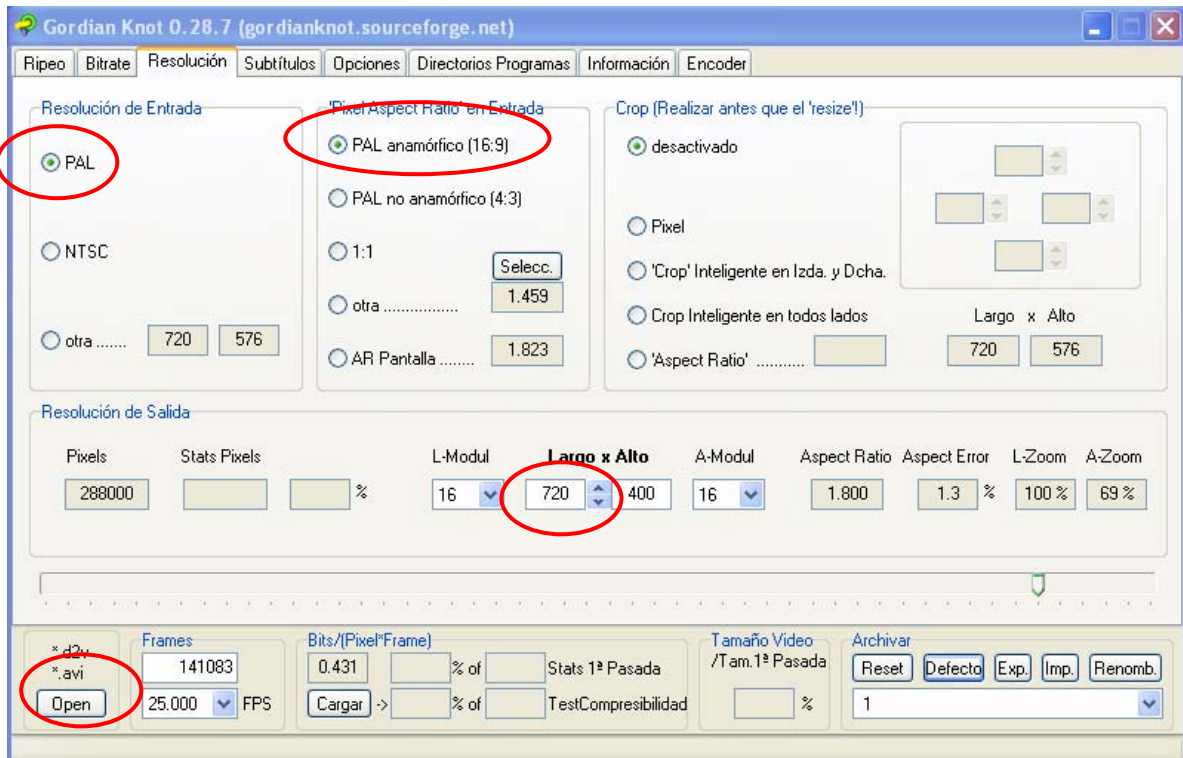 Gordian Knot 0.28.7 (gordianknot.sourceforge.net)
Ripeo Bitrate Resolución Subtítulos Opciones Directorios Programas Información Encoder
Resolución de Entrada
PAL
NTSC
otra ....... 720 576
'Pixel Aspect Ratio' en Entrada
PAL anamórfico (16:9)
PAL no anamórfico (4:3)
1:1
Selecc.
otra ................. 1.459
AR Pantalla ........ 1.823
Crop (Realizar antes que el 'resize'!)
desactivado
Pixel
'Crop' Inteligente en Izda. y Dcha.
Crop Inteligente en todos lados
'Aspect Ratio' ...........
Largo x Alto
720 576
Resolución de Salida
Pixels Stats Pixels L-Modul Largo x Alto A-Modul Aspect Ratio Aspect Error L-Zoom A-Zoom
288000 % 16 720 400 16 1.800 1.3 % 100 % 69 %
*.d2v
*.avi
Open
Frames
141083
25.000 FPS
Bits/(Pixel*Frame)
0.431 % of Stats 1ª Pasada
Cargar -> % of TestCompresibilidad
Tamaño Video
/Tam.1ª Pasada
%
Archivar
Reset Defecto Exp. Imp. Renomb.
1